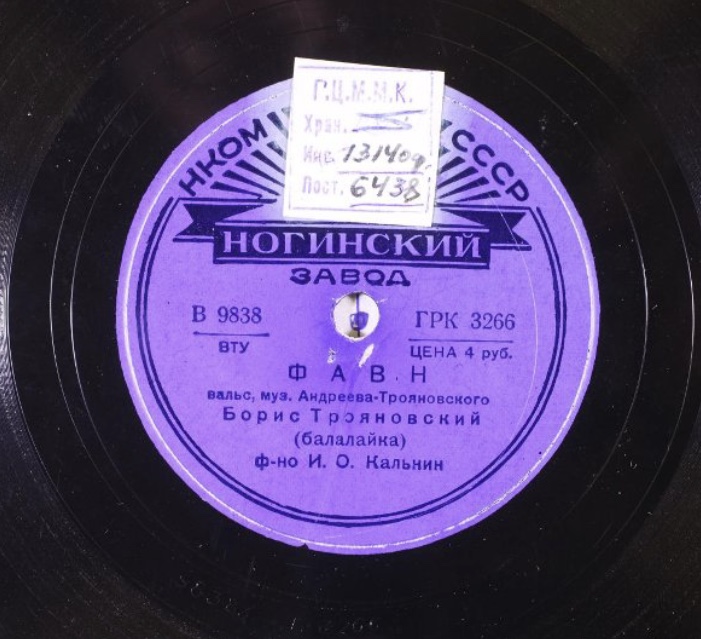 Г.Ц.М.М.К.
Хран.
Инв. 13140д.
Пост. 6438
НКОМ СССР
НОГИНСКИЙ
ЗАВОД
В 9838 ГРК 3266
ВТУ ЦЕНА 4 руб.
ФАВН
вальс, муз. Андреева-Трояновского
Борис Трояновский
(балалайка)
ф-но И. О. Кальнин